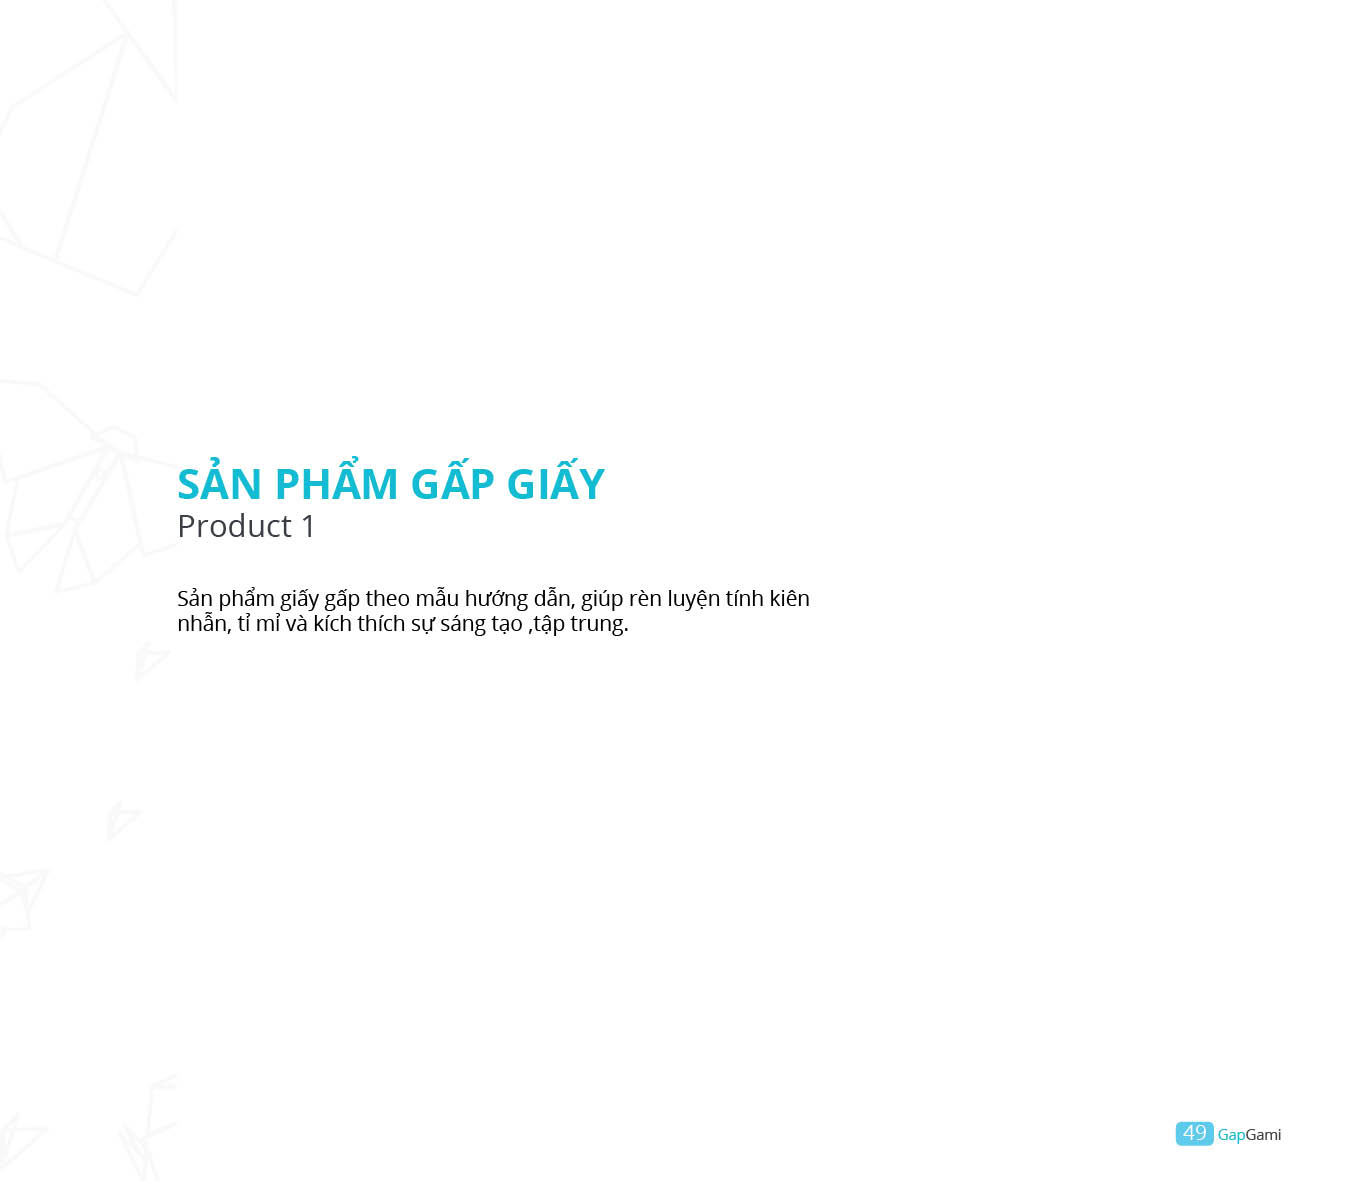 SẢN PHẨM GẤP GIẤY
Product 1
Sản phẩm giấy gấp theo mẫu hướng dẫn, giúp rèn luyện tính kiên
nhẫn, tỉ mỉ và kích thích sự sáng tạo ,tập trung.
49 GapGami